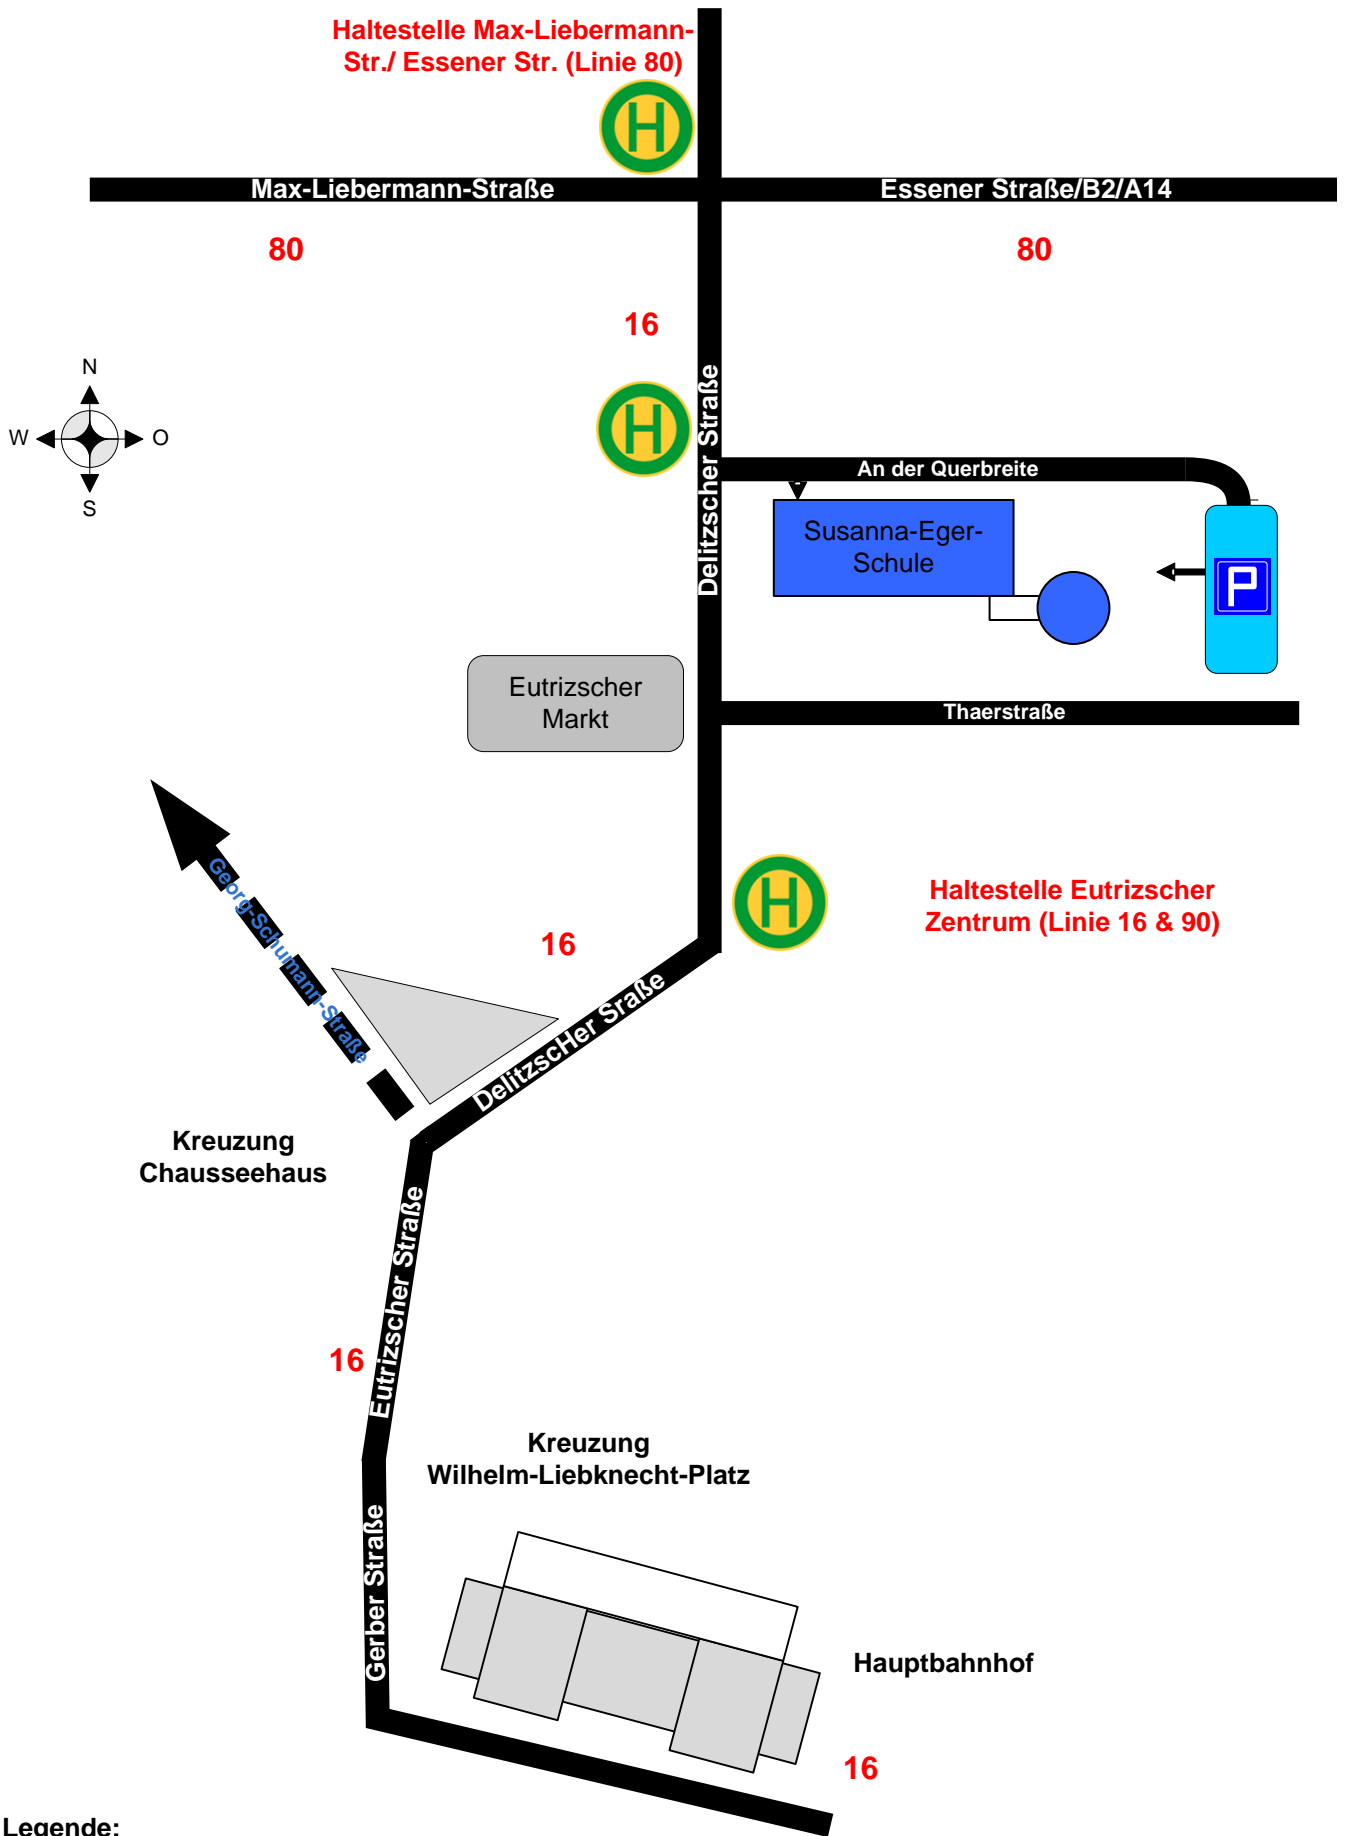 Haltestelle Max-Liebermann-
Str./ Essener Str. (Linie 80)
H
Max-Liebermann-Straße
Essener Straße/B2/A14
80
80
16
N
W
O
S
H
Delitzscher Straße
An der Querbreite
Susanna-Eger-
Schule
P
Eutrizscher
Markt
Thaerstraße
Georg-Schumann-Straße
H
Haltestelle Eutrizscher
Zentrum (Linie 16 & 90)
16
DelitzscHer Sraße
Kreuzung
Chausseehaus
Eutrizscher Straße
16
Kreuzung
Wilhelm-Liebknecht-Platz
Gerber Straße
Hauptbahnhof
16
Legende: